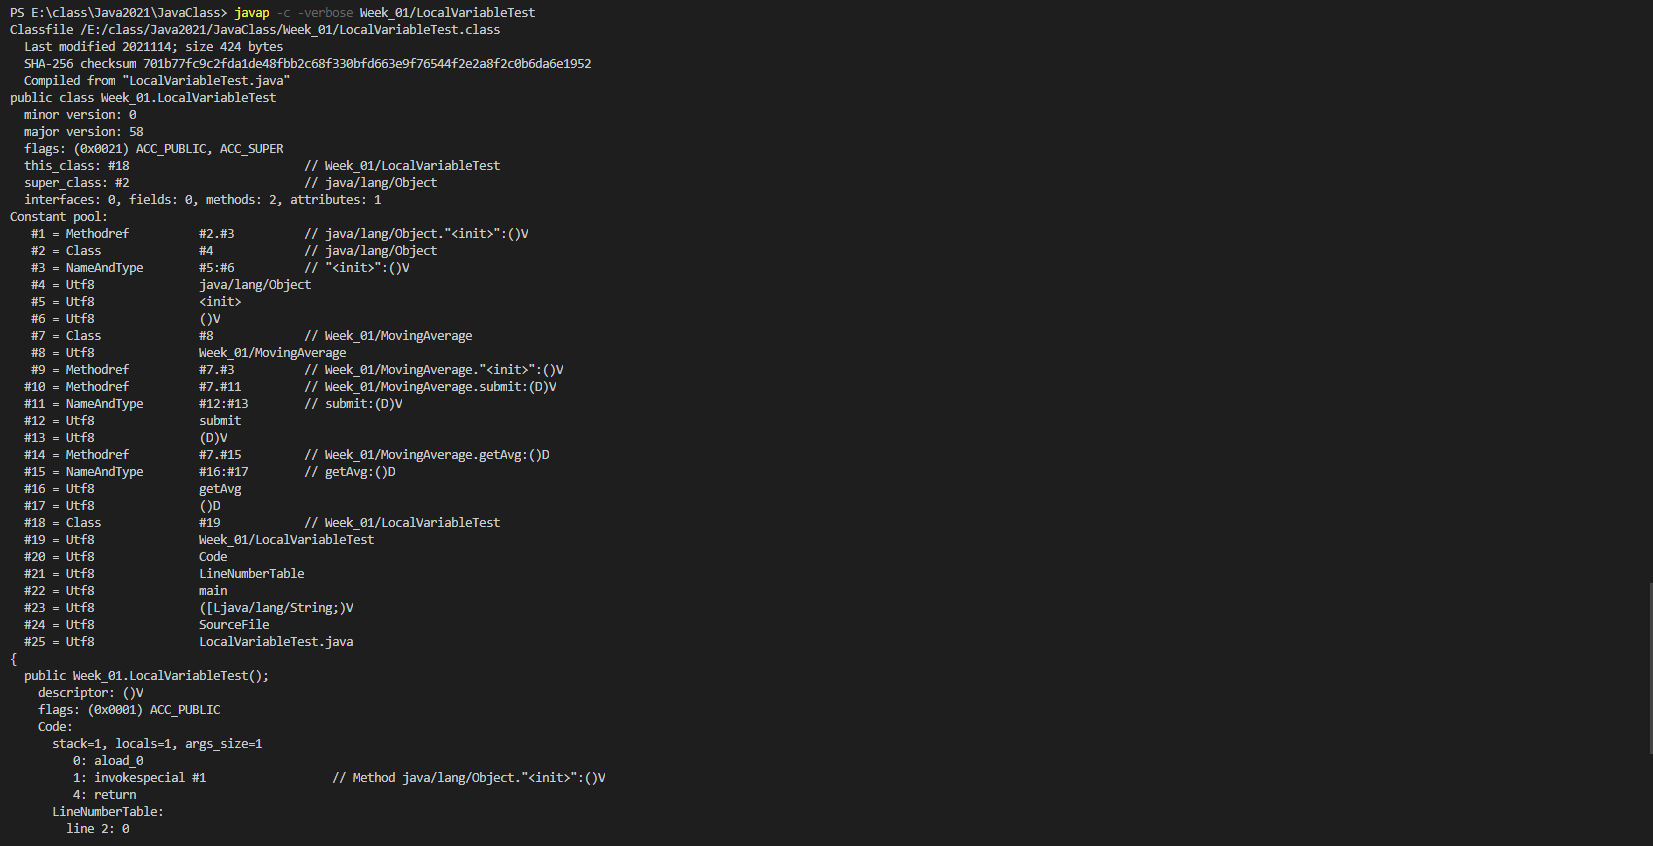 PS E:\class\Java2021\JavaClass> javap -c -verbose Week_01/LocalVariableTest
Classfile /E:/class/Java2021/JavaClass/Week_01/LocalVariableTest.class
  Last modified 2021114; size 424 bytes
  SHA-256 checksum 701b77fc9c2fda1de48fbb2c68f330bfd663e9f76544f2e2a8f2c0b6da6e1952
  Compiled from "LocalVariableTest.java"
public class Week_01.LocalVariableTest
  minor version: 0
  major version: 58
  flags: (0x0021) ACC_PUBLIC, ACC_SUPER
  this_class: #18                         // Week_01/LocalVariableTest
  super_class: #2                         // java/lang/Object
  interfaces: 0, fields: 0, methods: 2, attributes: 1
Constant pool:
   #1 = Methodref          #2.#3          // java/lang/Object."<init>":()V
   #2 = Class              #4             // java/lang/Object
   #3 = NameAndType        #5:#6          // "<init>":()V
   #4 = Utf8               java/lang/Object
   #5 = Utf8               <init>
   #6 = Utf8               ()V
   #7 = Class              #8             // Week_01/MovingAverage
   #8 = Utf8               Week_01/MovingAverage
   #9 = Methodref          #7.#3          // Week_01/MovingAverage."<init>":()V
  #10 = Methodref          #7.#11         // Week_01/MovingAverage.submit:(D)V
  #11 = NameAndType        #12:#13        // submit:(D)V
  #12 = Utf8               submit
  #13 = Utf8               (D)V
  #14 = Methodref          #7.#15         // Week_01/MovingAverage.getAvg:()D
  #15 = NameAndType        #16:#17        // getAvg:()D
  #16 = Utf8               getAvg
  #17 = Utf8               ()D
  #18 = Class              #19            // Week_01/LocalVariableTest
  #19 = Utf8               Week_01/LocalVariableTest
  #20 = Utf8               Code
  #21 = Utf8               LineNumberTable
  #22 = Utf8               main
  #23 = Utf8               ([Ljava/lang/String;)V
  #24 = Utf8               SourceFile
  #25 = Utf8               LocalVariableTest.java
{
  public Week_01.LocalVariableTest();
    descriptor: ()V
    flags: (0x0001) ACC_PUBLIC
    Code:
      stack=1, locals=1, args_size=1
         0: aload_0
         1: invokespecial #1                  // Method java/lang/Object."<init>":()V
         4: return
      LineNumberTable:
        line 2: 0